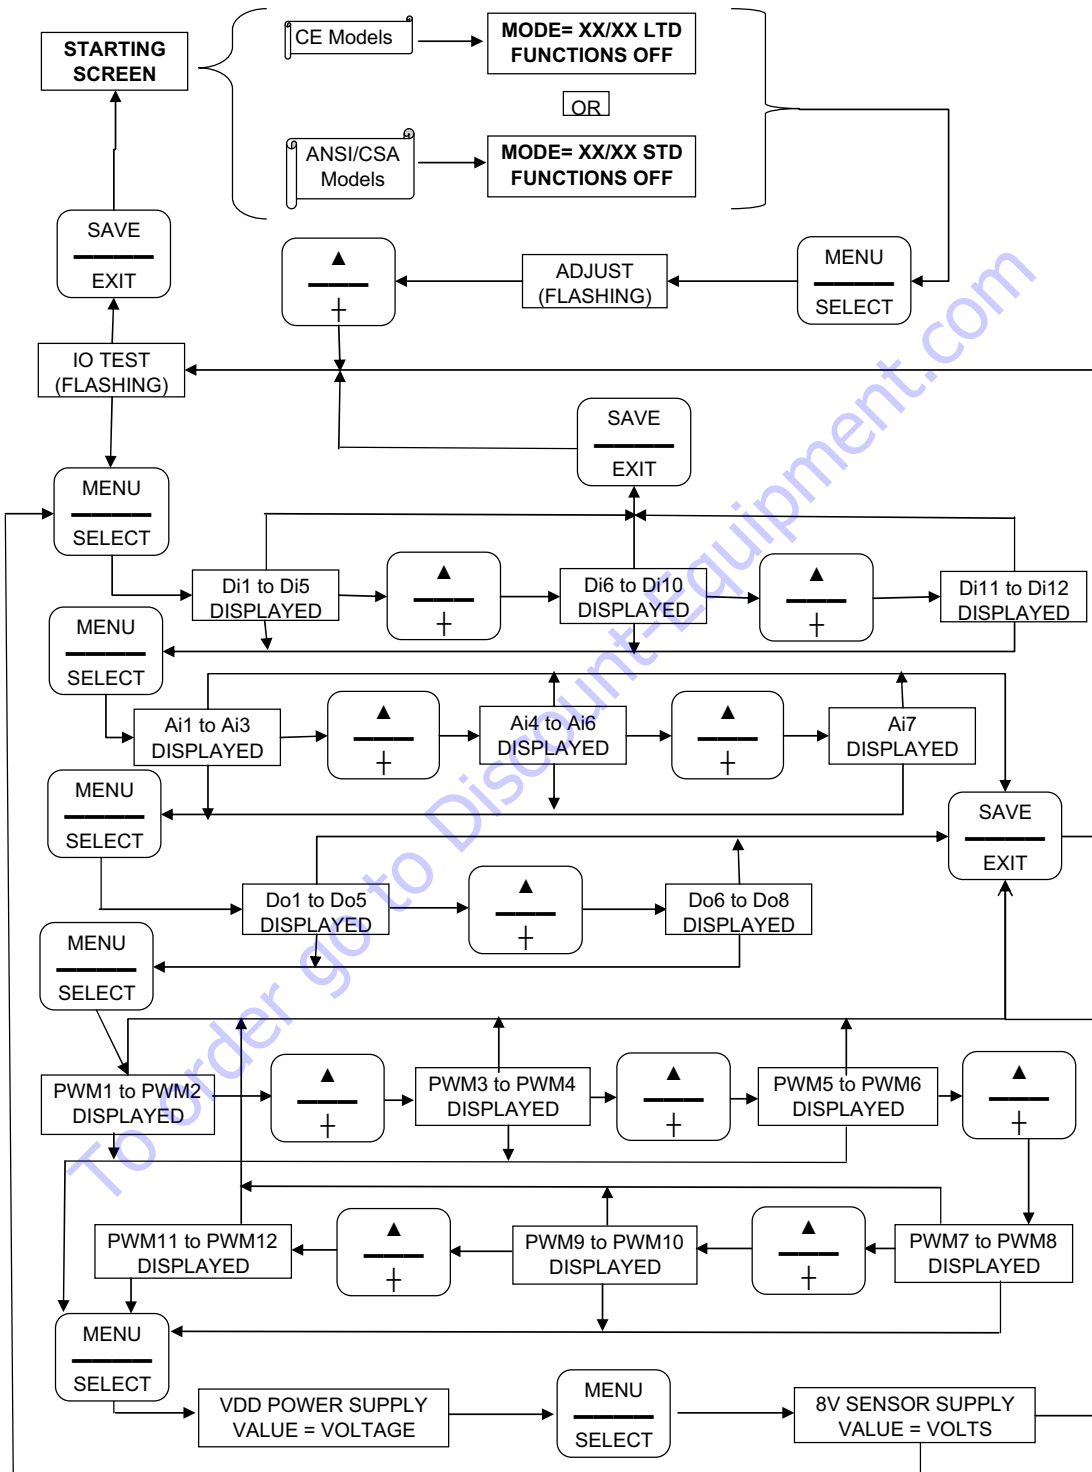 STARTING
SCREEN
CE Models
MODE= XX/XX LTD
FUNCTIONS OFF
OR
ANSI/CSA
Models
MODE= XX/XX STD
FUNCTIONS OFF
SAVE
EXIT
▲
+
ADJUST
(FLASHING)
MENU
SELECT
IO TEST
(FLASHING)
SAVE
EXIT
MENU
SELECT
Di1 to Di5
DISPLAYED
▲
+
Di6 to Di10
DISPLAYED
▲
+
Di11 to Di12
DISPLAYED
MENU
SELECT
Ai1 to Ai3
DISPLAYED
▲
+
Ai4 to Ai6
DISPLAYED
▲
+
Ai7
DISPLAYED
MENU
SELECT
SAVE
EXIT
Do1 to Do5
DISPLAYED
▲
+
Do6 to Do8
DISPLAYED
MENU
SELECT
PWM1 to PWM2
DISPLAYED
▲
+
PWM3 to PWM4
DISPLAYED
▲
+
PWM5 to PWM6
DISPLAYED
▲
+
PWM11 to PWM12
DISPLAYED
▲
+
PWM9 to PWM10
DISPLAYED
▲
+
PWM7 to PWM8
DISPLAYED
MENU
SELECT
VDD POWER SUPPLY
VALUE = VOLTAGE
MENU
SELECT
8V SENSOR SUPPLY
VALUE = VOLTS
To order go to Discount-Equipment.com